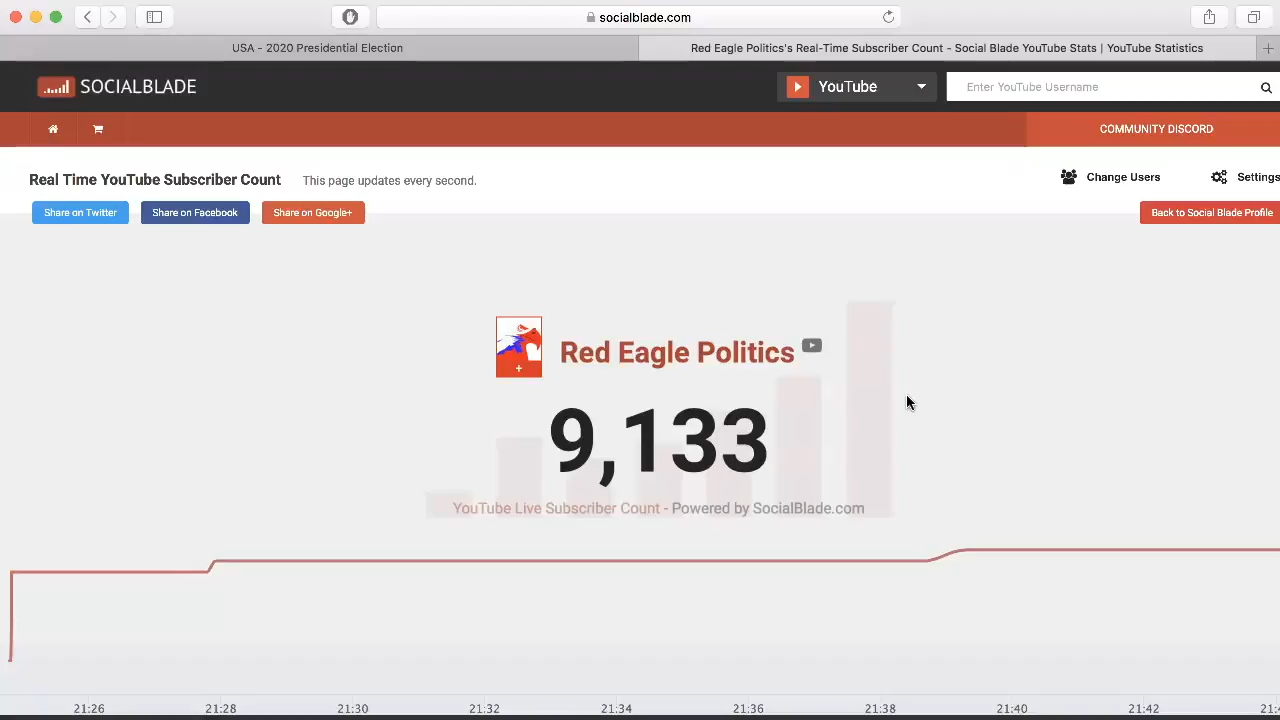 socialblade.com
USA - 2020 Presidential Election
Red Eagle Politics's Real-Time Subscriber Count - Social Blade YouTube Stats | YouTube Statistics
SOCIALBLADE
YouTube
Enter YouTube Username
COMMUNITY DISCORD
Real Time YouTube Subscriber Count
This page updates every second.
Change Users
Settings
Share on Twitter
Share on Facebook
Share on Google+
Back to Social Blade Profile
Red Eagle Politics
9,133
YouTube Live Subscriber Count - Powered by SocialBlade.com
21:26 21:28 21:30 21:32 21:34 21:36 21:38 21:40 21:42